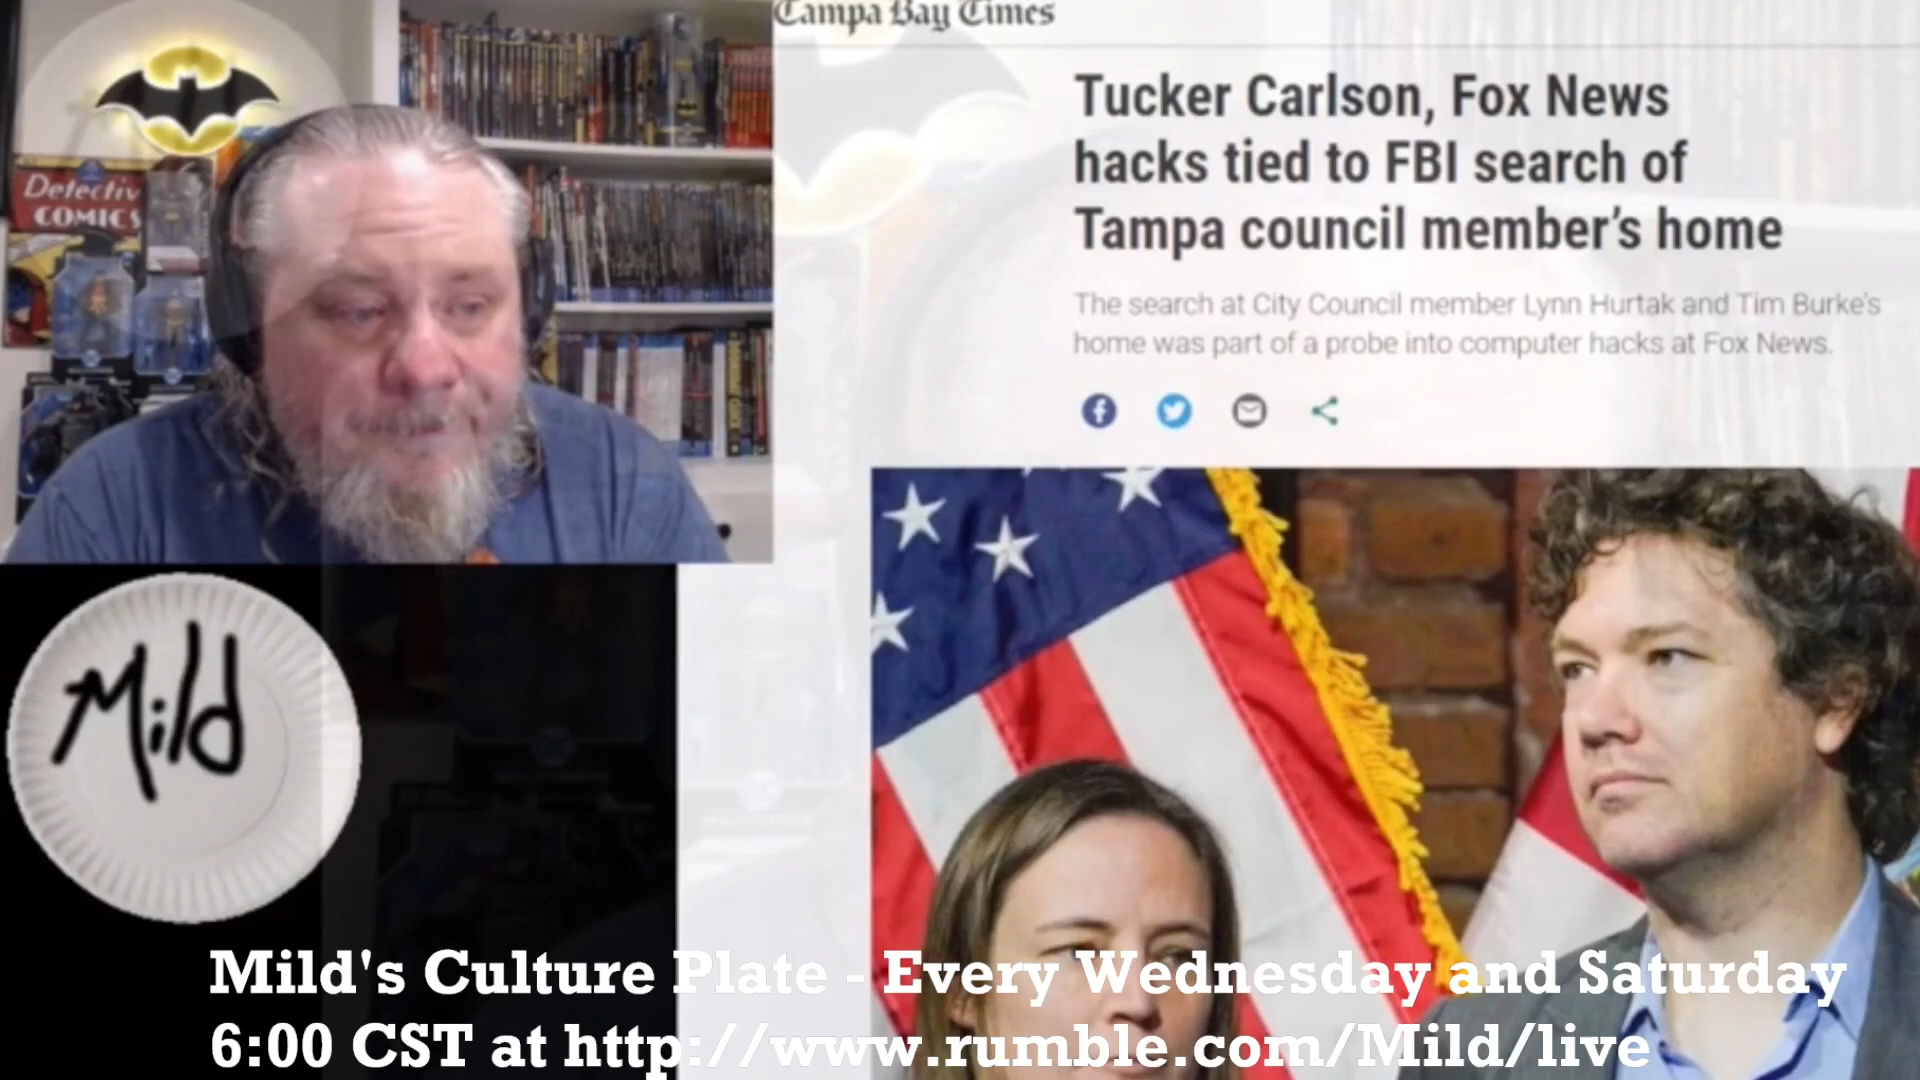 Tampa Bay Times
Tucker Carlson, Fox News
hacks tied to FBI search of
Tampa council member's home
The search at City Council member Lynn Hurtak and Tim Burke's
home was part of a probe into computer hacks at Fox News.
Detectiv
COMICS
Mild
Mild's Culture Plate - Every Wednesday and Saturday
6:00 CST at http://www.rumble.com/Mild/live